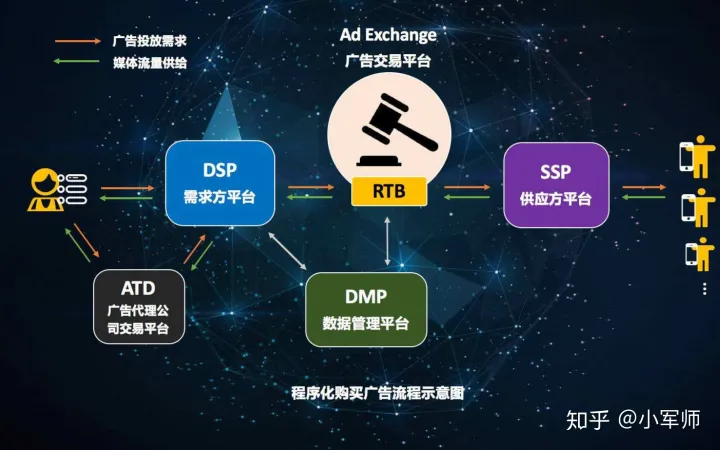 广告投放需求
媒体流量供给
Ad Exchange
广告交易平台
DSP
需求方平台
RTB
SSP
供应方平台
ATD
广告代理公
司交易平台
DMP
数据管理平台
程序化购买广告流程示意图
知乎 @小军师